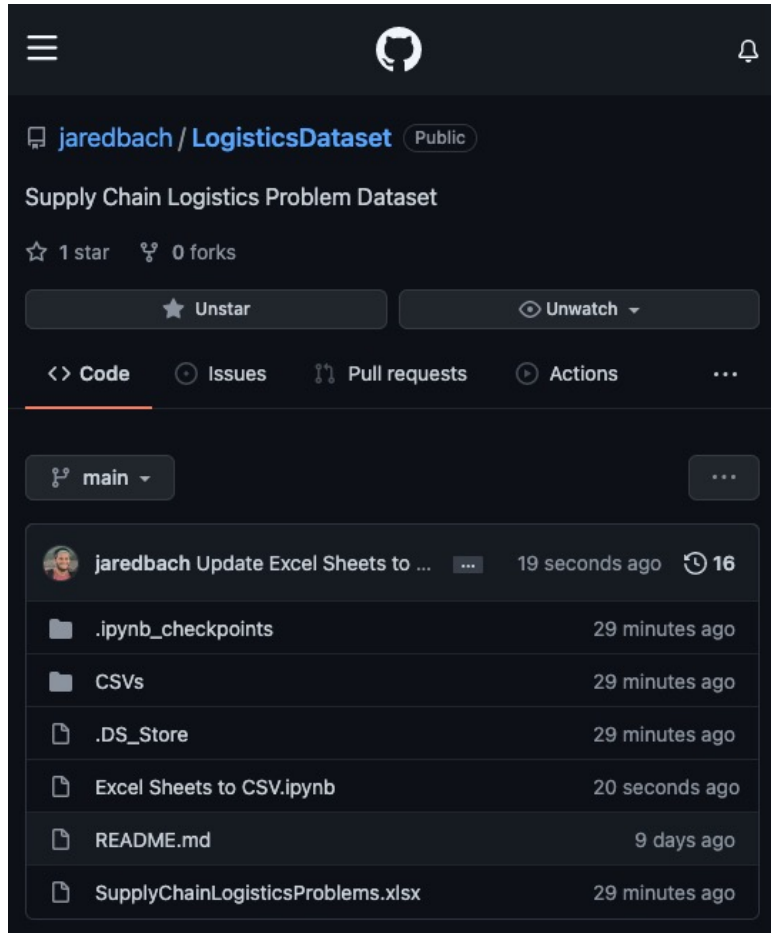 jaredbach / LogisticsDataset Public
Supply Chain Logistics Problem Dataset
1 star 0 forks
Unstar Unwatch
<> Code Issues Pull requests Actions ...
main ...
jaredbach Update Excel Sheets to ... ... 19 seconds ago 16
.ipynb_checkpoints 29 minutes ago
CSVs 29 minutes ago
.DS_Store 29 minutes ago
Excel Sheets to CSV.ipynb 20 seconds ago
README.md 9 days ago
SupplyChainLogisticsProblems.xlsx 29 minutes ago